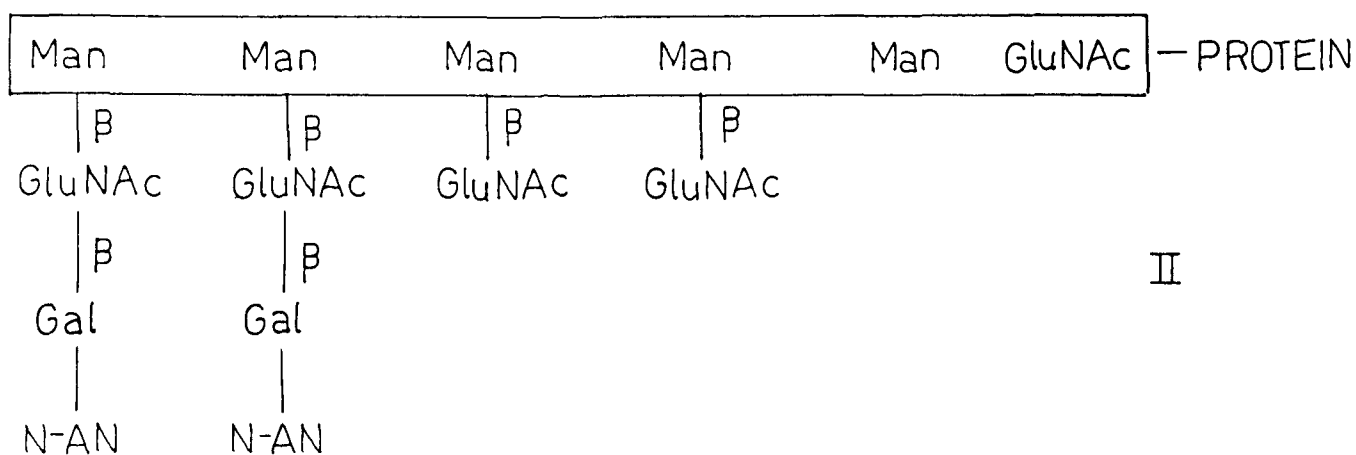 Man Man Man Man Man GluNAc — PROTEIN
β β β β
GluNAc GluNAc GluNAc GluNAc
β β
II
Gal Gal
N-AN N-AN